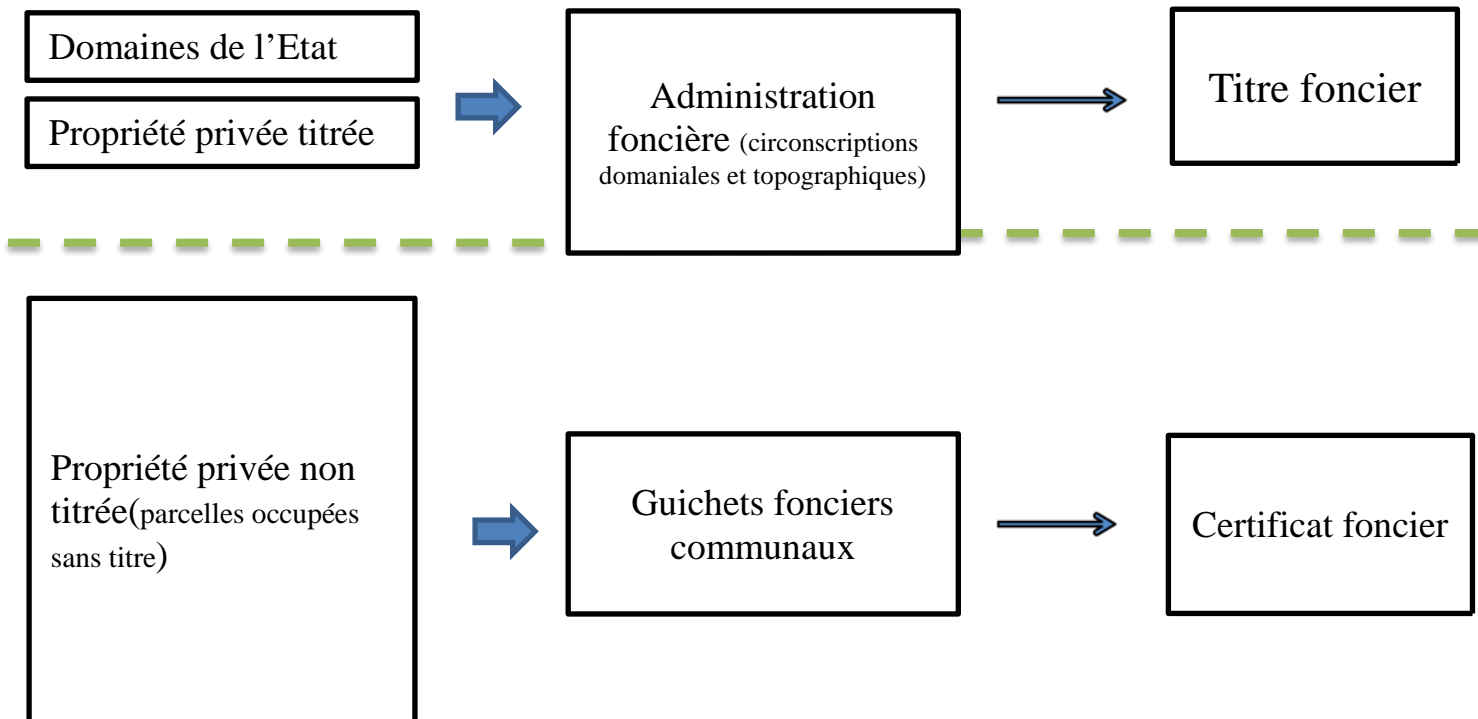 Domaines de l’Etat
Propriété privée titrée
Administration
foncière (circonscriptions
domaniales et topographiques)
Titre foncier
Propriété privée non
titrée(parcelles occupées
sans titre)
Guichets fonciers
communaux
Certificat foncier